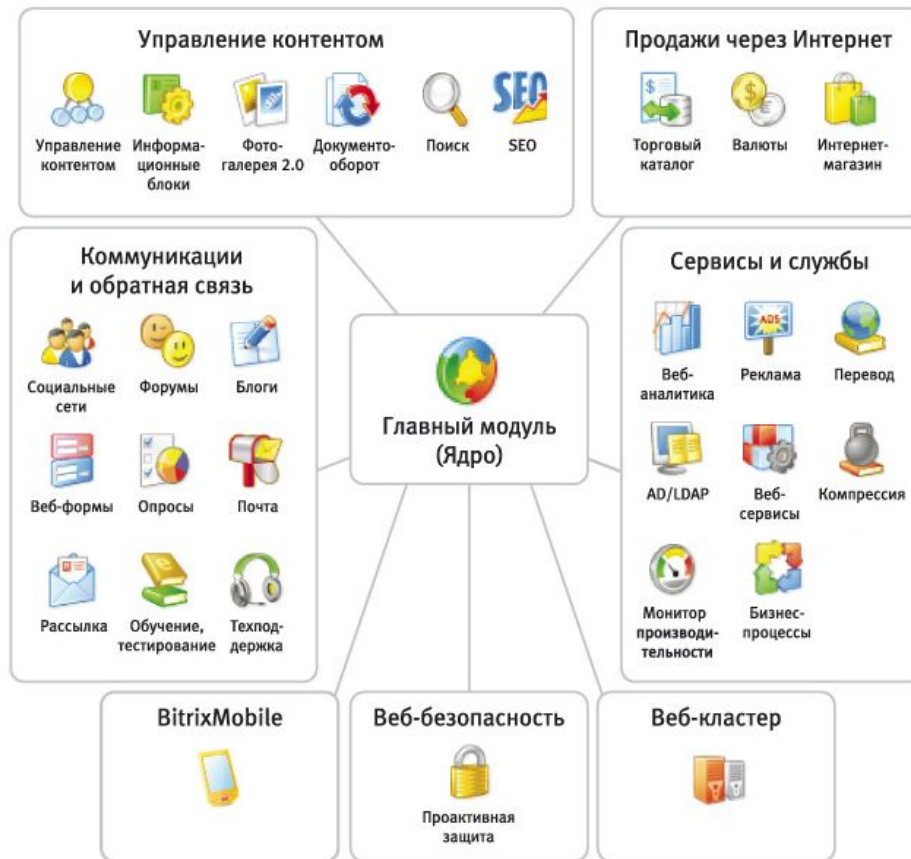 Управление контентом
Управление
контентом
Информа-
ционные
блоки
Фото-
галерея 2.0
Документо-
оборот
Поиск
SEO
SEO
Продажи через Интернет
Торговый
каталог
Валюты
Интернет-
магазин
Коммуникации
и обратная связь
Социальные
сети
Форумы
Блоги
Веб-формы
Опросы
Почта
Рассылка
Обучение,
тестирование
Техпод-
держка
Главный модуль
(Ядро)
Сервисы и службы
Веб-
аналитика
ADS
Реклама
Перевод
AD/LDAP
Веб-
сервисы
Компрессия
Монитор
производи-
тельности
Бизнес-
процессы
BitrixMobile
Веб-безопасность
Проактивная
защита
Веб-кластер